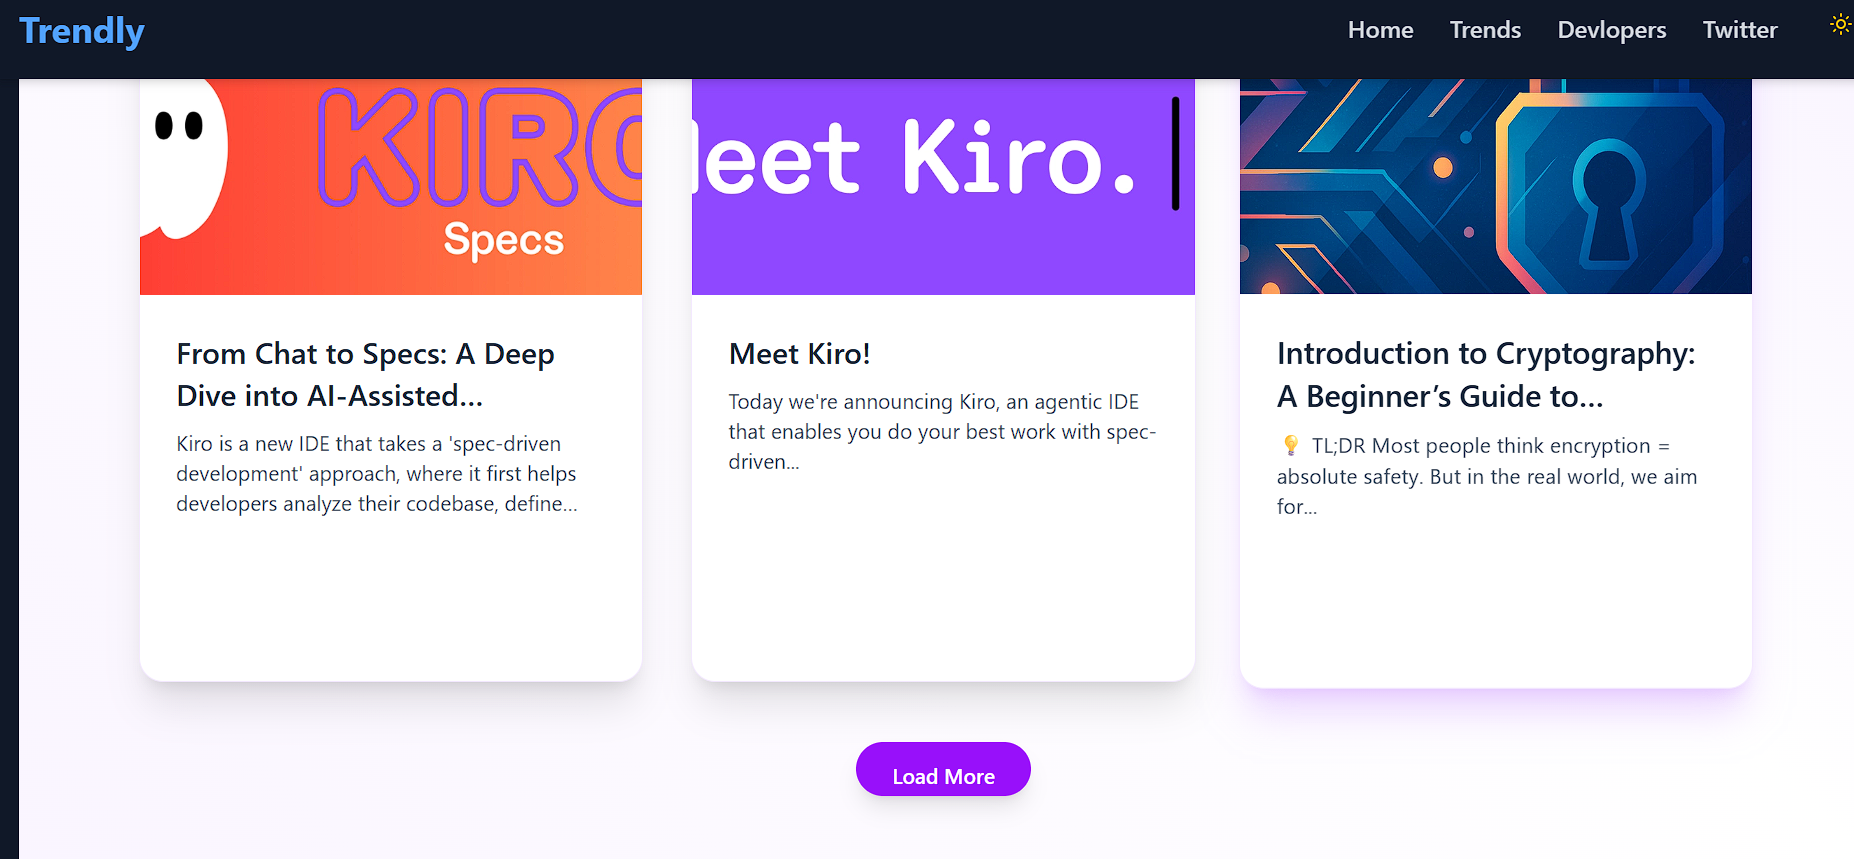 Trendly
Home Trends Devlopers Twitter
KIRO
Specs
eet Kiro.
From Chat to Specs: A Deep
Dive into AI-Assisted...
Kiro is a new IDE that takes a 'spec-driven
development' approach, where it first helps
developers analyze their codebase, define...
Meet Kiro!
Today we're announcing Kiro, an agentic IDE
that enables you do your best work with spec-
driven...
Introduction to Cryptography:
A Beginner’s Guide to...
💡 TL;DR Most people think encryption =
absolute safety. But in the real world, we aim
for...
Load More